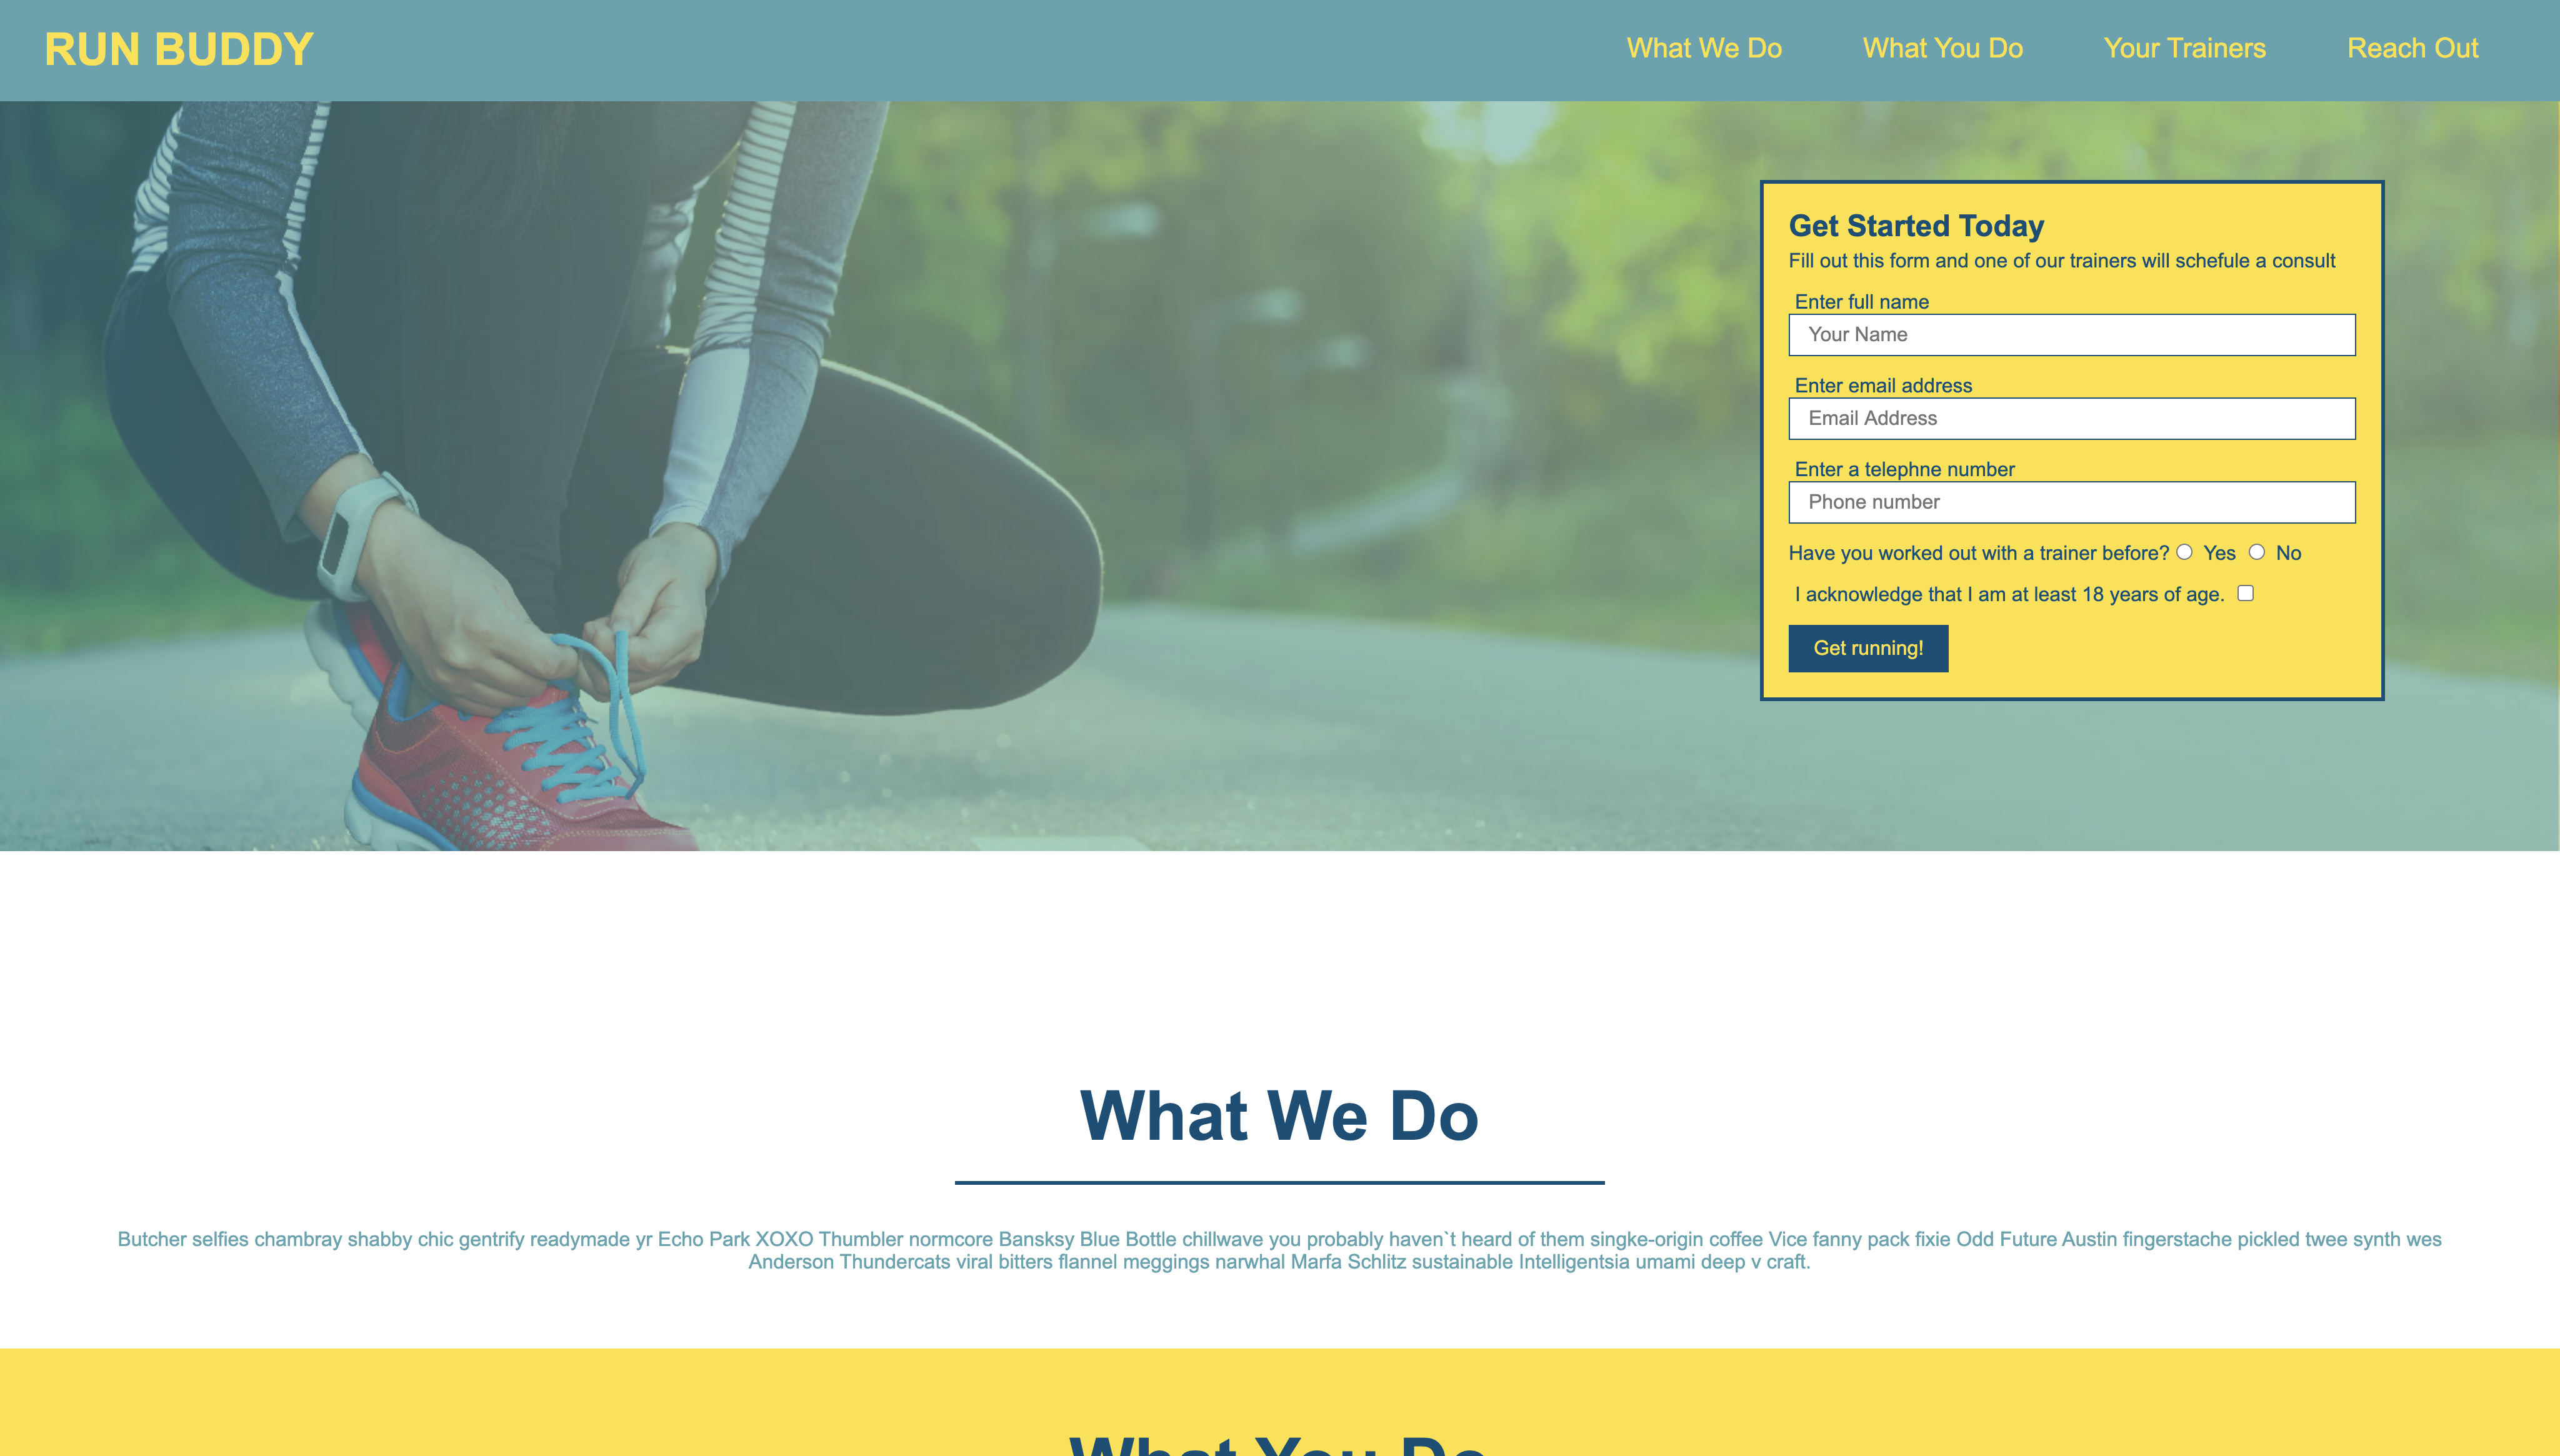 RUN BUDDY
What We Do
What You Do
Your Trainers
Reach Out
Get Started Today
Fill out this form and one of our trainers will schefule a consult
Enter full name
Your Name
Enter email address
Email Address
Enter a telephne number
Phone number
Have you worked out with a trainer before? Yes No
I acknowledge that I am at least 18 years of age.
Get running!
What We Do
Butcher selfies chambray shabby chic gentrify readymade yr Echo Park XOXO Thumbler normcore Bansksy Blue Bottle chillwave you probably haven`t heard of them singke-origin coffee Vice fanny pack fixie Odd Future Austin fingerstache pickled twee synth wes
Anderson Thundercats viral bitters flannel meggings narwhal Marfa Schlitz sustainable Intelligentsia umami deep v craft.
What You Do